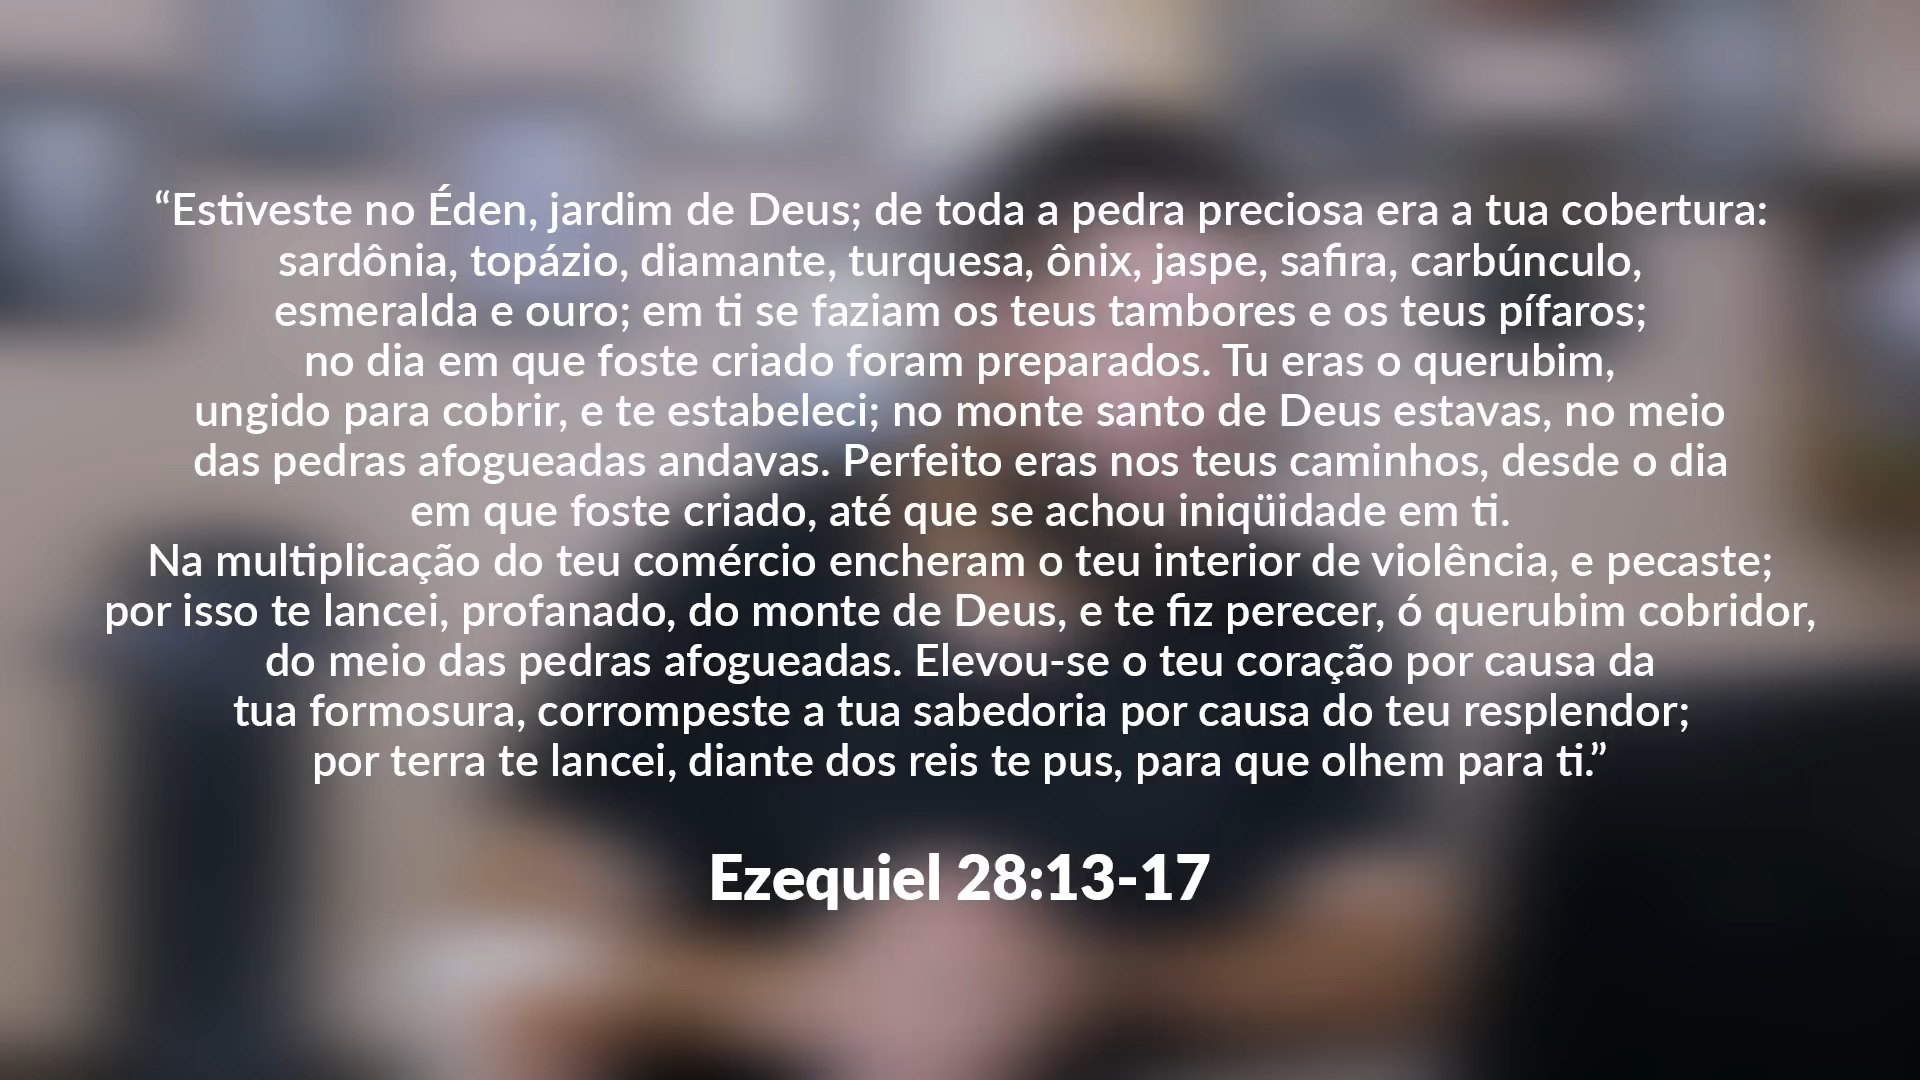 “Estiveste no Éden, jardim de Deus; de toda a pedra preciosa era a tua cobertura:
sardônia, topázio, diamante, turquesa, ônix, jaspe, safira, carbúnculo,
esmeralda e ouro; em ti se faziam os teus tambores e os teus pífaros;
no dia em que foste criado foram preparados. Tu eras o querubim,
ungido para cobrir, e te estabeleci; no monte santo de Deus estavas, no meio
das pedras afogueadas andavas. Perfeito eras nos teus caminhos, desde o dia
em que foste criado, até que se achou iniqüidade em ti.
Na multiplicação do teu comércio encheram o teu interior de violência, e pecaste;
por isso te lancei, profanado, do monte de Deus, e te fiz perecer, ó querubim cobridor,
do meio das pedras afogueadas. Elevou-se o teu coração por causa da
tua formosura, corrompeste a tua sabedoria por causa do teu resplendor;
por terra te lancei, diante dos reis te pus, para que olhem para ti.”
Ezequiel 28:13-17